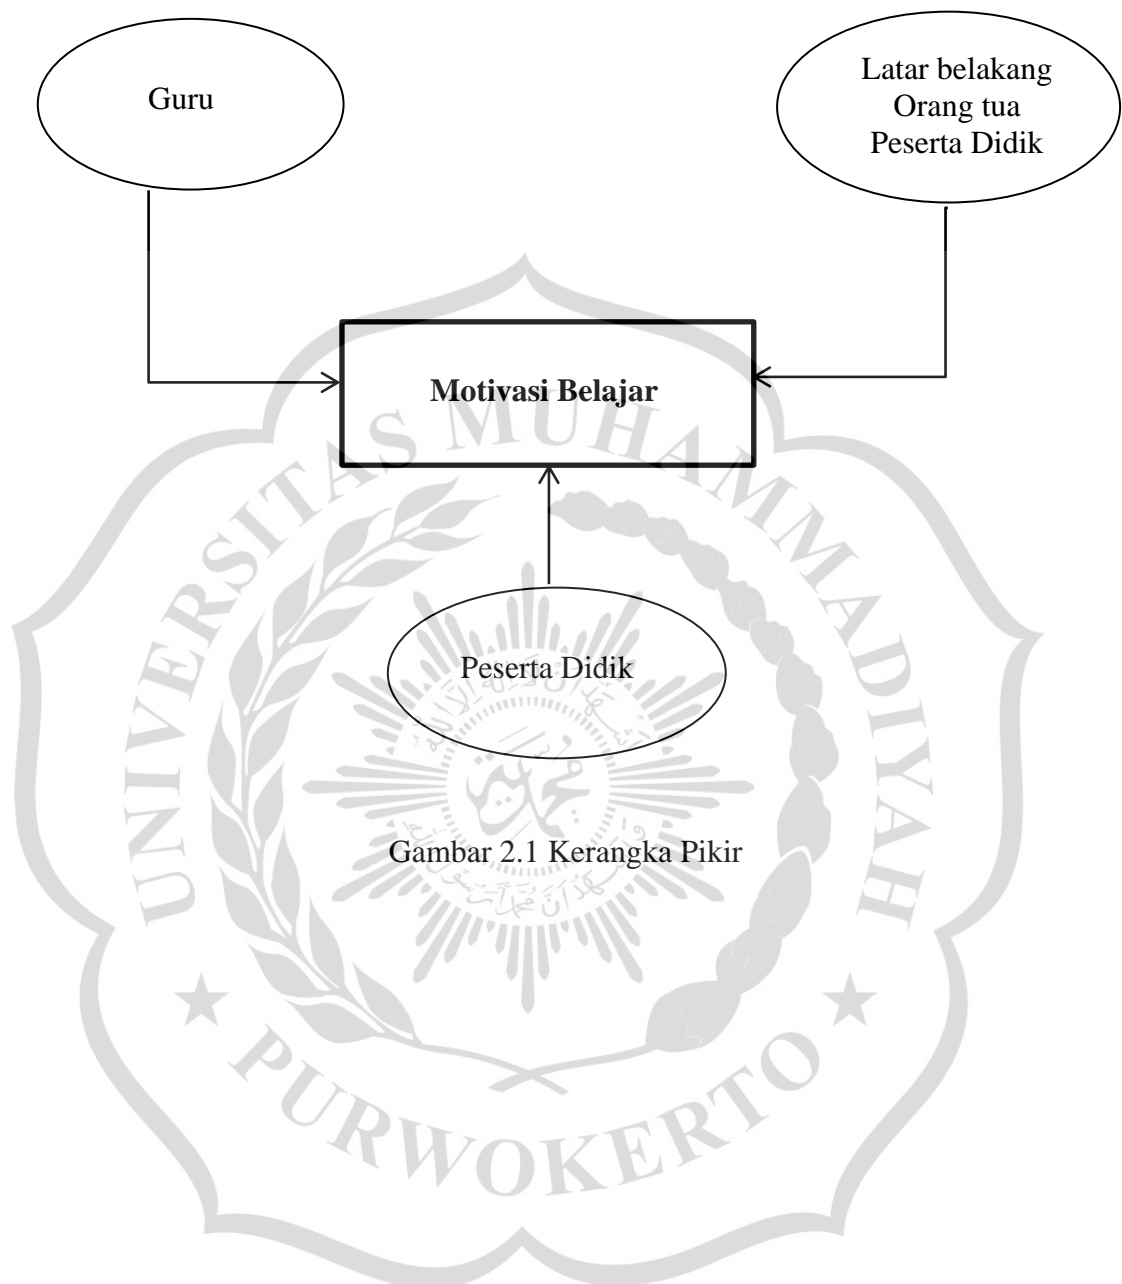 Guru
Latar belakang
Orang tua
Peserta Didik
Motivasi Belajar
Peserta Didik
Gambar 2.1 Kerangka Pikir
UNIVERSITAS MUHAMMADIYAH
PURWOKERTO